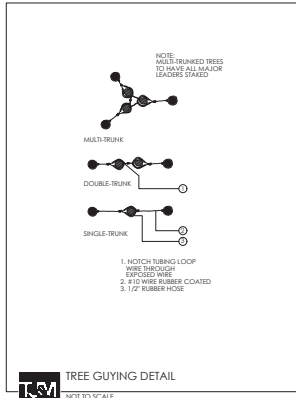 NOTE:
MULTI-TRUNKED TREES
TO HAVE ALL MAJOR
LEADERS STAKED
MULTI-TRUNK
DOUBLE-TRUNK
1
SINGLE-TRUNK
2
3
1. NOTCH TUBING LOOP
WIRE THROUGH
EXPOSED WIRE
2. #10 WIRE RUBBER COATED
3. 1/2" RUBBER HOSE
TREE GUYING DETAIL
NOT TO SCALE